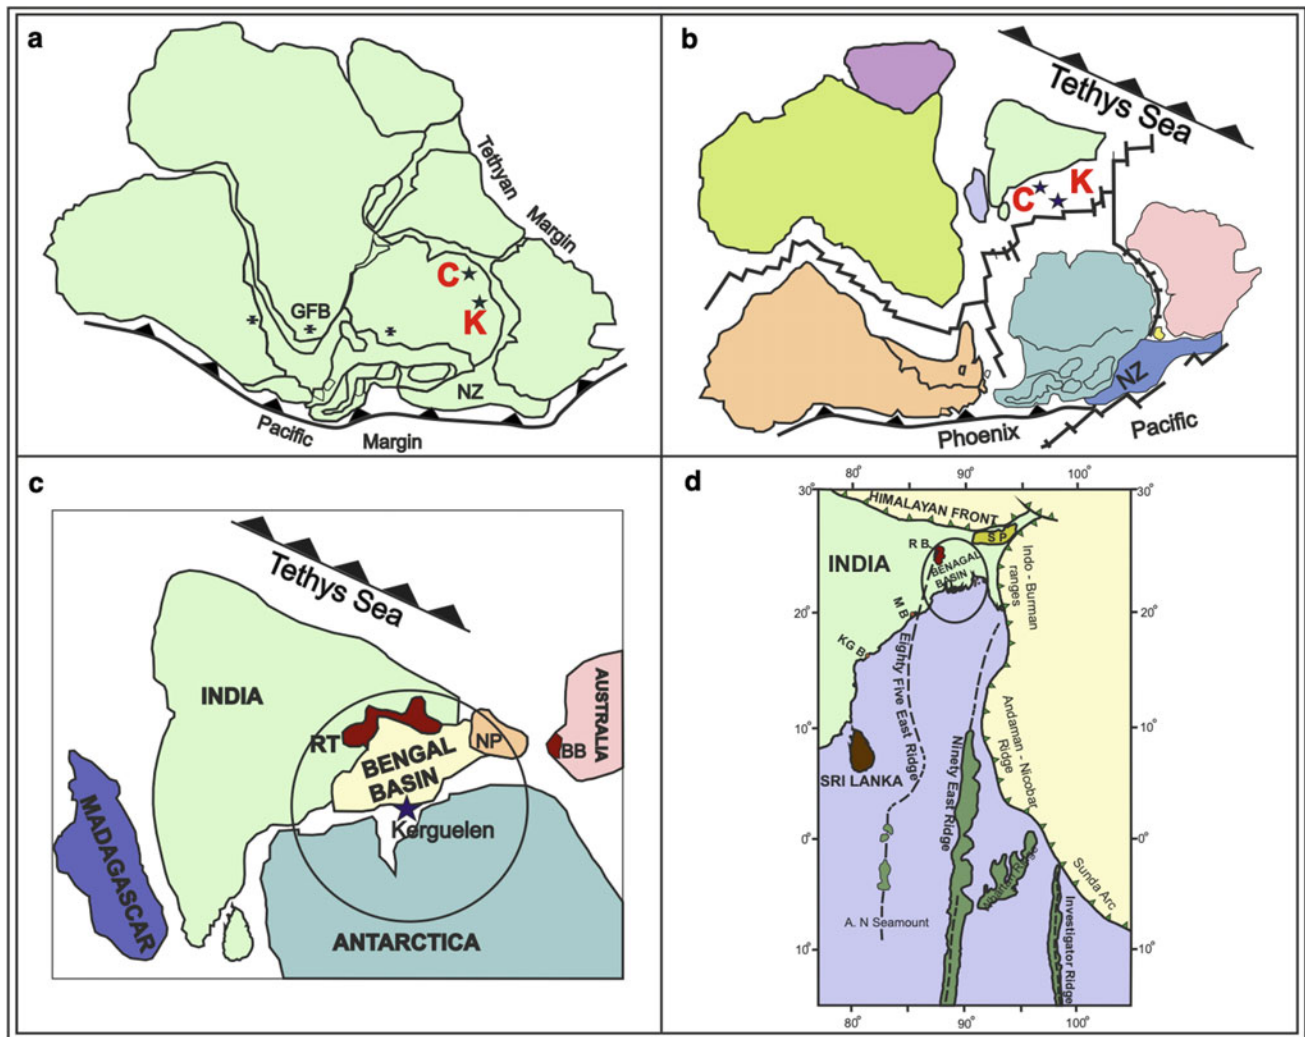 a
Tethyan
Margin
C
K
GFB
NZ
Pacific
Margin
b
Tethys Sea
C
K
NZ
Phoenix
Pacific
c
Tethys Sea
INDIA
AUSTRALIA
RT
NP
BB
BENGAL
BASIN
Kerguelen
MADAGASCAR
ANTARCTICA
d
80°
90°
100°
30°
30°
HIMALAYAN FRONT
S P
R B
BENAGAL
BASIN
INDIA
Indo - Burman
ranges
20°
20°
M B
KG B
Eighty Five East Ridge
10°
10°
Andaman - Nicobar
Ridge
SRI LANKA
Ninety East Ridge
0°
0°
Sunda Arc
A. N Seamount
Investigator Ridge
10°
10°
80°
90°
100°